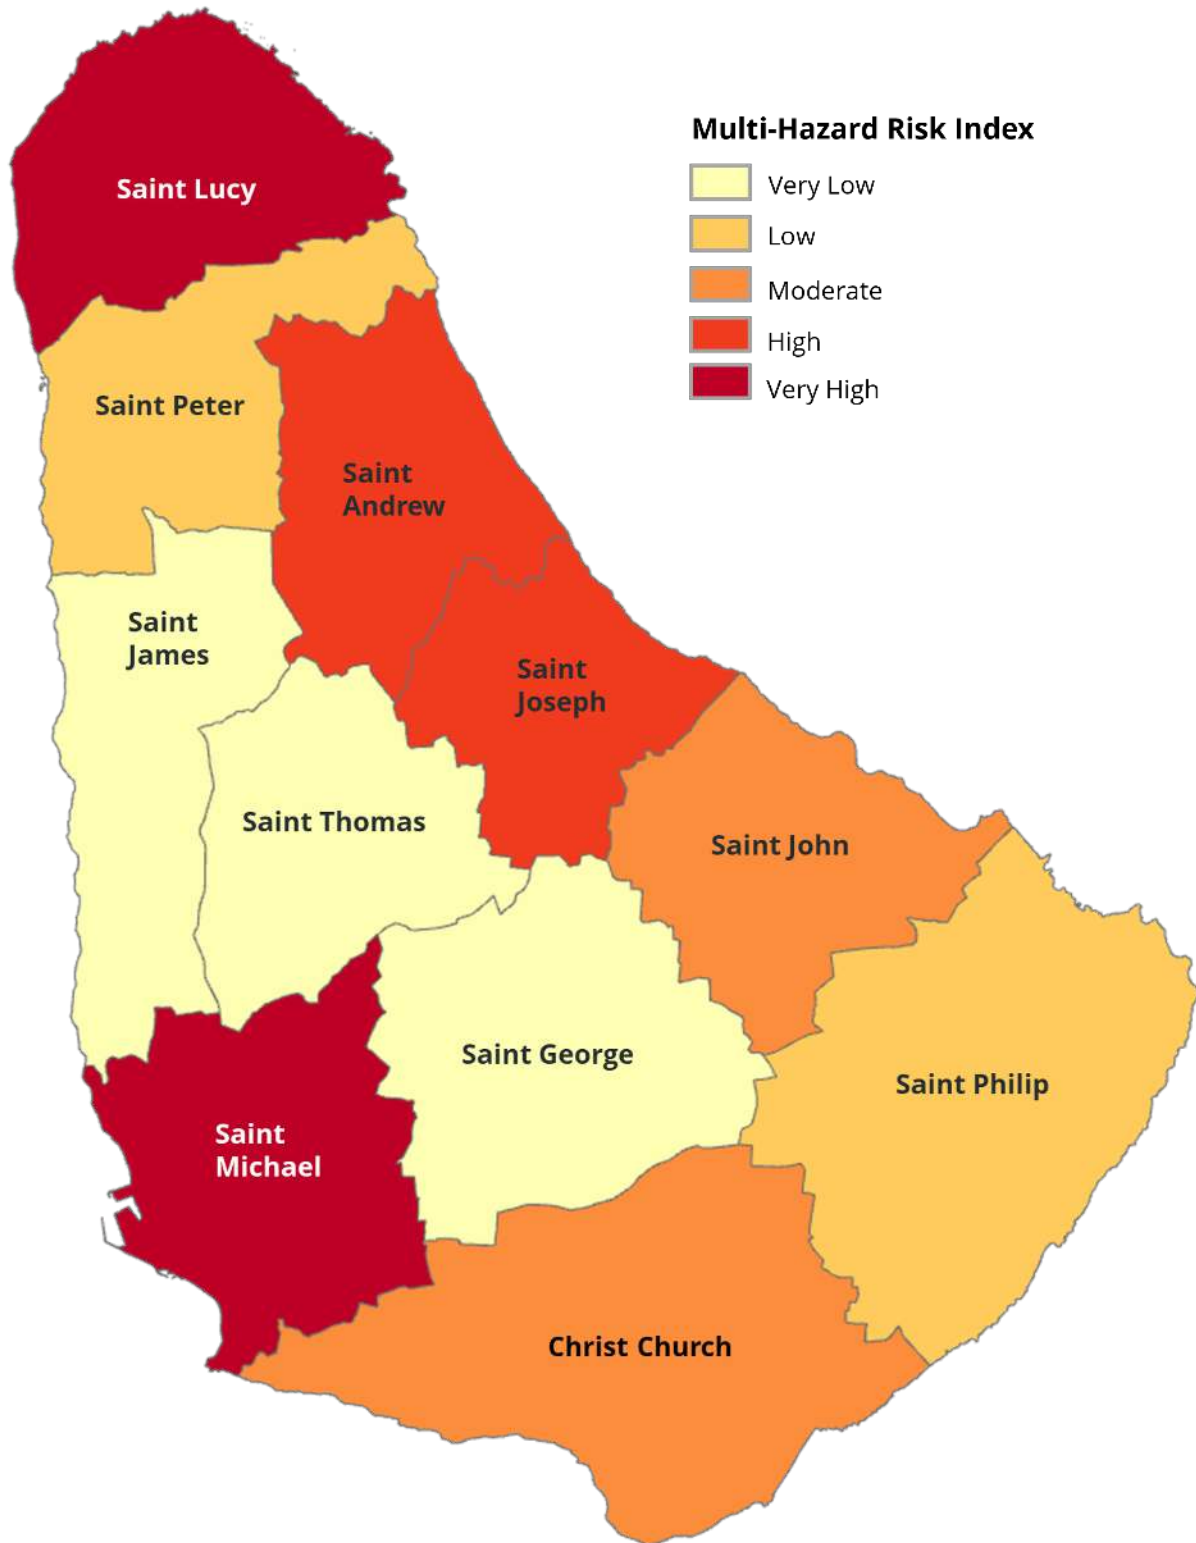 Multi-Hazard Risk Index
Very Low
Low
Moderate
High
Very High
Saint Lucy
Saint Peter
Saint
Andrew
Saint
James
Saint
Joseph
Saint Thomas
Saint John
Saint George
Saint Philip
Saint
Michael
Christ Church